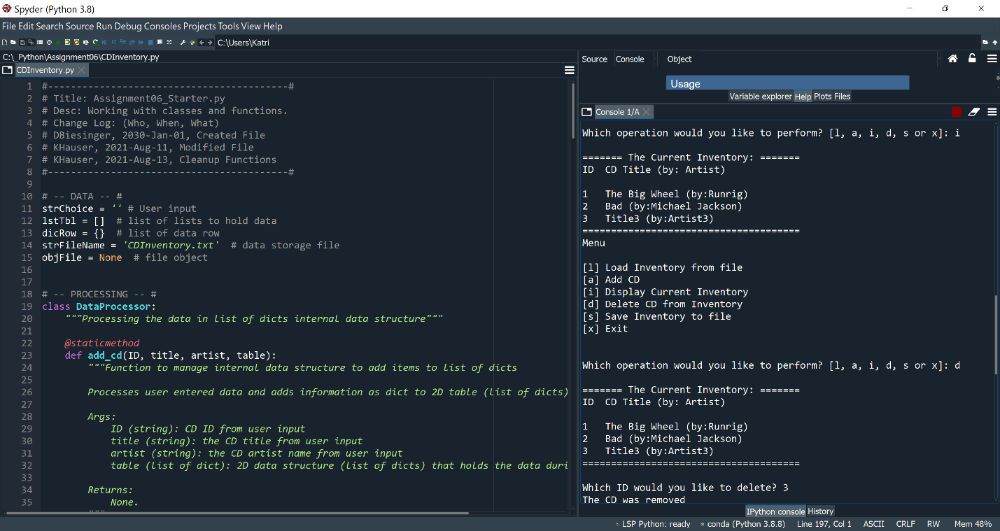 Spyder (Python 3.8)
File Edit Search Source Run Debug Consoles Projects Tools View Help
C:\Users\Katri
C:\_Python\Assignment06\CDInventory.py
CDInventory.py
1 #------------------------------------------#
2 # Title: Assignment06_Starter.py
3 # Desc: Working with classes and functions.
4 # Change Log: (Who, When, What)
5 # DBiesinger, 2030-Jan-01, Created File
6 # KHauser, 2021-Aug-11, Modified File
7 # KHauser, 2021-Aug-13, Cleanup Functions
8 #------------------------------------------#
9
10 # -- DATA -- #
11 strChoice = '' # User input
12 lstTbl = []  # list of lists to hold data
13 dicRow = {}  # list of data row
14 strFileName = 'CDInventory.txt'  # data storage file
15 objFile = None  # file object
16
17
18 # -- PROCESSING -- #
19 class DataProcessor:
20     """Processing the data in list of dicts internal data structure"""
21
22     @staticmethod
23     def add_cd(ID, title, artist, table):
24         """Function to manage internal data structure to add items to list of dicts
25
26         Processes user entered data and adds information as dict to 2D table (list of dicts)
27
28         Args:
29             ID (string): CD ID from user input
30             title (string): the CD title from user input
31             artist (string): the CD artist name from user input
32             table (list of dict): 2D data structure (list of dicts) that holds the data duri
33
34         Returns:
35             None.
Source Console Object
Usage
Variable explorer Help Plots Files
Console 1/A
Which operation would you like to perform? [l, a, i, d, s or x]: i
======= The Current Inventory: =======
ID  CD Title (by: Artist)
1   The Big Wheel (by:Runrig)
2   Bad (by:Michael Jackson)
3   Title3 (by:Artist3)
======================================
Menu
[l] Load Inventory from file
[a] Add CD
[i] Display Current Inventory
[d] Delete CD from Inventory
[s] Save Inventory to file
[x] Exit
Which operation would you like to perform? [l, a, i, d, s or x]: d
======= The Current Inventory: =======
ID  CD Title (by: Artist)
1   The Big Wheel (by:Runrig)
2   Bad (by:Michael Jackson)
3   Title3 (by:Artist3)
======================================
Which ID would you like to delete? 3
The CD was removed
IPython console History
LSP Python: ready conda (Python 3.8.8) Line 197, Col 1 ASCII CRLF RW Mem 48%